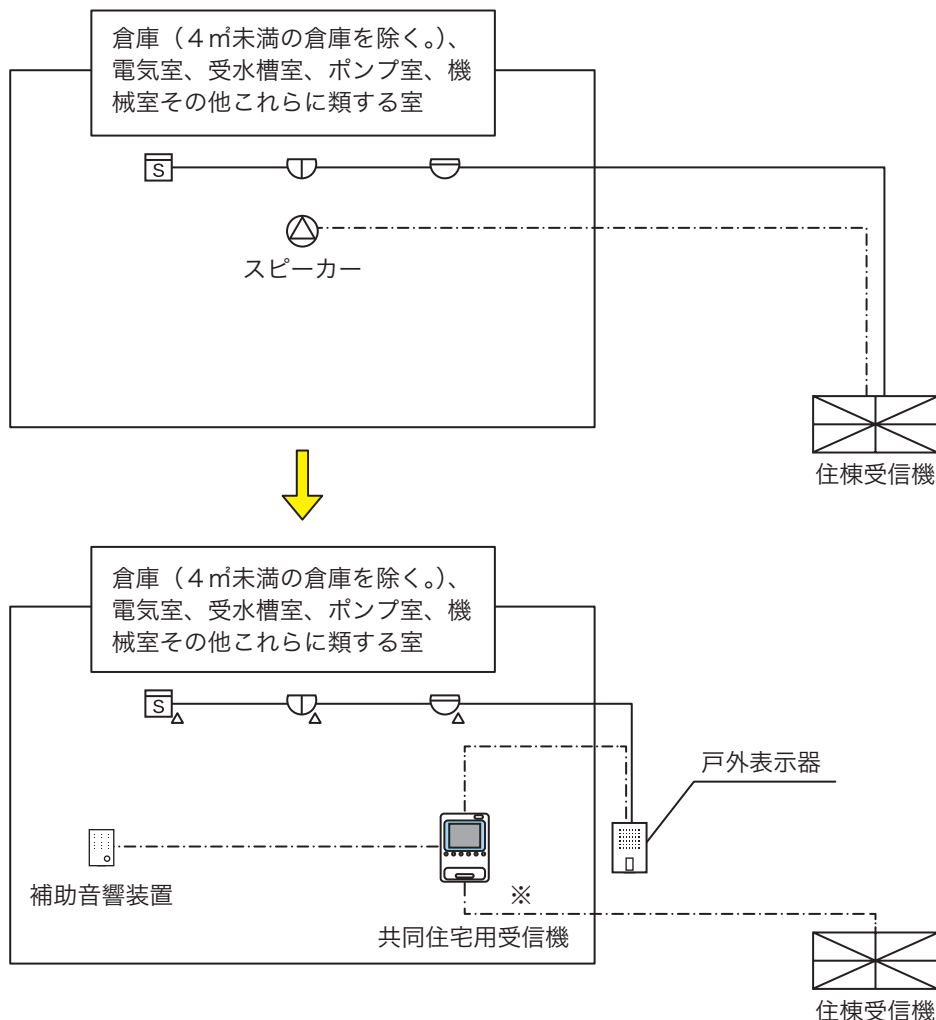 倉庫（４㎡未満の倉庫を除く。）、
電気室、受水槽室、ポンプ室、機
械室その他これらに類する室
S
スピーカー
住棟受信機
倉庫（４㎡未満の倉庫を除く。）、
電気室、受水槽室、ポンプ室、機
械室その他これらに類する室
S
戸外表示器
補助音響装置
※
共同住宅用受信機
住棟受信機